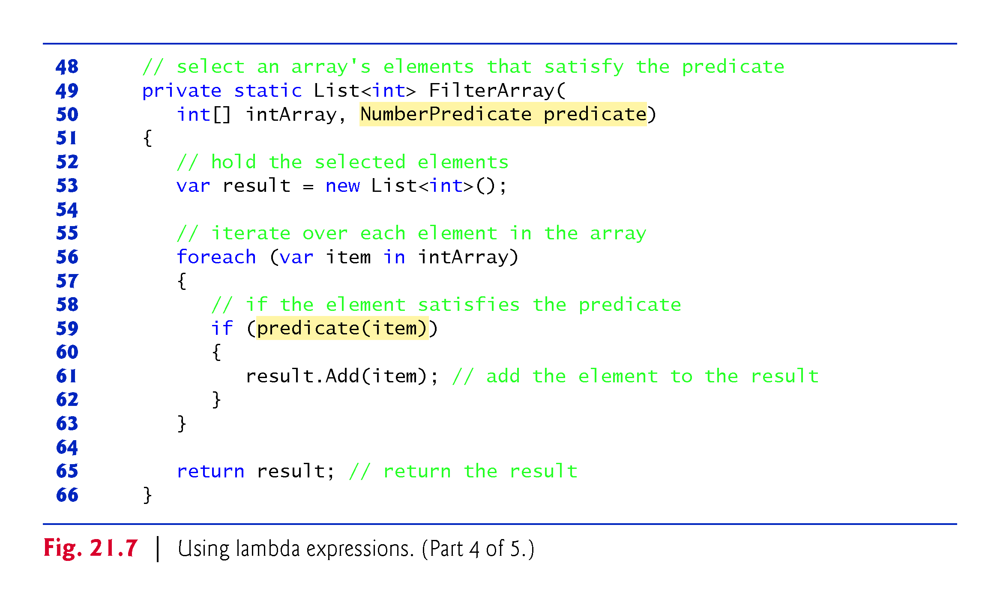 48 // select an array's elements that satisfy the predicate
49 private static List<int> FilterArray(
50 int[] intArray, NumberPredicate predicate)
51 {
52 // hold the selected elements
53 var result = new List<int>();
54
55 // iterate over each element in the array
56 foreach (var item in intArray)
57 {
58 // if the element satisfies the predicate
59 if (predicate(item))
60 {
61 result.Add(item); // add the element to the result
62 }
63 }
64
65 return result; // return the result
66 }
Fig. 21.7 | Using lambda expressions. (Part 4 of 5.)